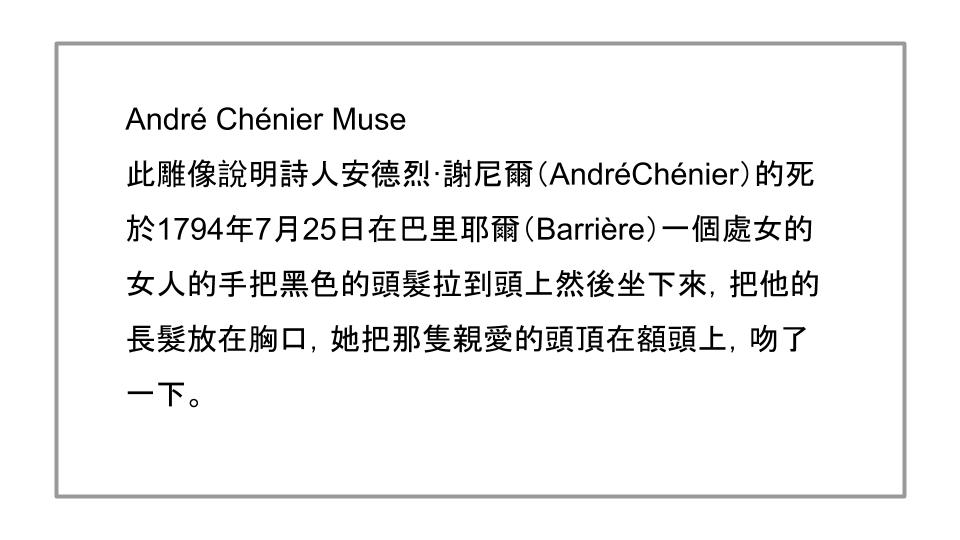 André Chénier Muse
此雕像說明詩人安德烈·謝尼爾（AndréChénier）的死
於1794年7月25日在巴里耶爾（Barrière）一個處女的
女人的手把黑色的頭髮拉到頭上然後坐下來，把他的
長髮放在胸口，她把那隻親愛的頭頂在額頭上，吻了
一下。